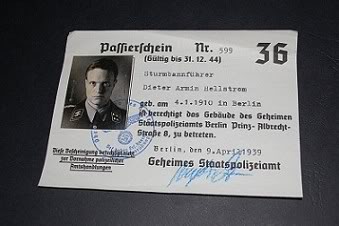 Passierschein Nr. 599 36
(Gültig bis 31.12.44)
Sturmbannführer
Dieter Armin Hellstrom
geb. am 4.1.1910 in Berlin
ist berechtigt das Gebäude des Geheimen
Staatspolizeiamts Berlin Prinz-Albrecht-
Straße 8, zu betreten.
Berlin, den 9.April 1939
Geheimes Staatspolizeiamt
Diese Bescheinigung berechtigt nicht
zur Vornahme polizeilicher
Amtshandlungen